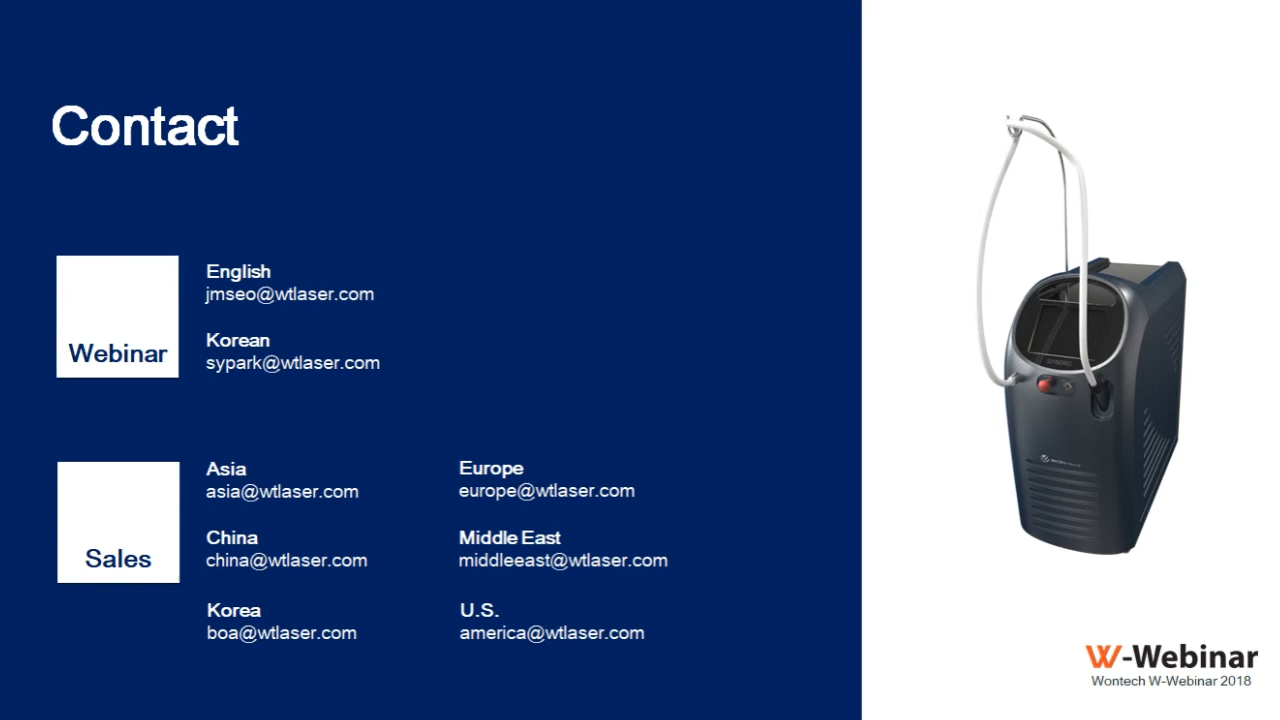 Contact
Webinar
English
jmseo@wtlaser.com
Korean
sypark@wtlaser.com
Sales
Asia
asia@wtlaser.com
China
china@wtlaser.com
Korea
boa@wtlaser.com
Europe
europe@wtlaser.com
Middle East
middleeast@wtlaser.com
U.S.
america@wtlaser.com
WONTECH
W-Webinar
Wontech W-Webinar 2018